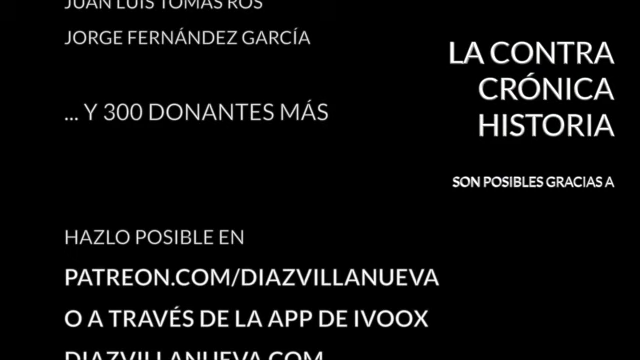 JUAN LUIS TOMÁS ROS
JORGE FERNÁNDEZ GARCÍA
... Y 300 DONANTES MÁS
HAZLO POSIBLE EN
PATREON.COM/DIAZVILLANUEVA
O A TRAVÉS DE LA APP DE IVOOX
DIAZVILLANUEVA.COM
LA CONTRA
CRÓNICA
HISTORIA
SON POSIBLES GRACIAS A